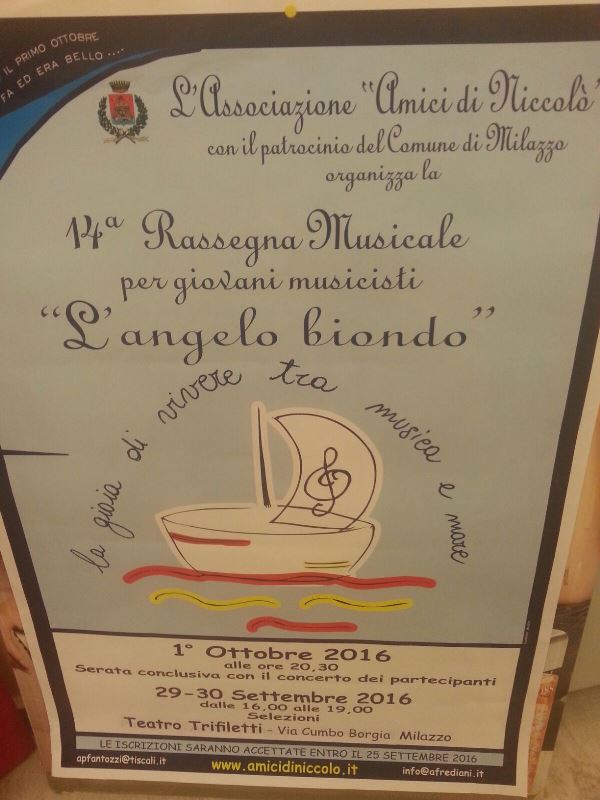 IL PRIMO OTTOBRE
FA ED ERA BELLO ....
L'Associazione "Amici di Niccolò"
con il patrocinio del Comune di Milazzo
organizza la
14ª Rassegna Musicale
per giovani musicisti
"L'angelo biondo"
la gioia di vivere tra musica e mare
1° Ottobre 2016
alle ore 20,30
Serata conclusiva con il concerto dei partecipanti
29-30 Settembre 2016
dalle 16,00 alle 19,00
Selezioni
Teatro Trifiletti - Via Cumbo Borgia Milazzo
LE ISCRIZIONI SARANNO ACCETTATE ENTRO IL 25 SETTEMBRE 2016
apfantozzi@tiscali.it
www.amicidiniccolo.it
info@afrediani.it